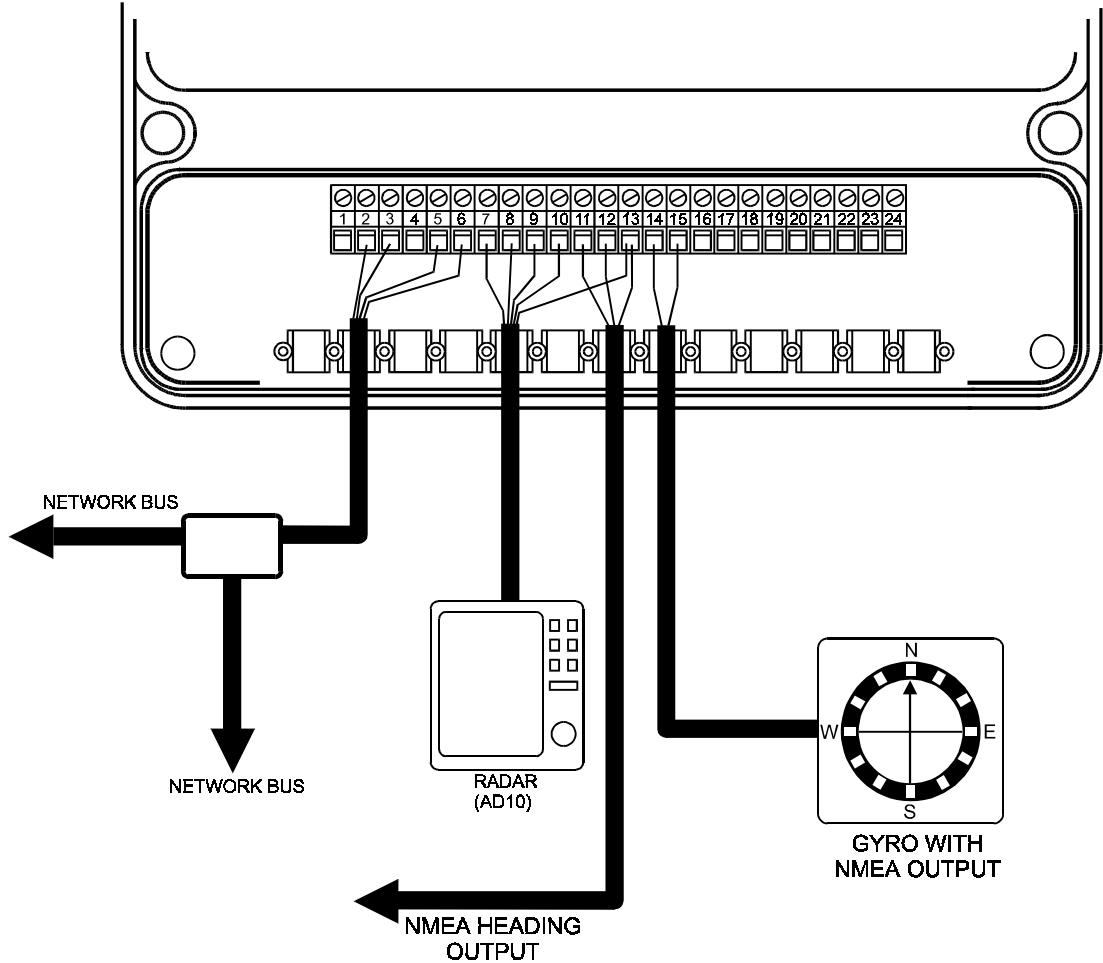 1 2 3 4 5 6 7 8 9 10 11 12 13 14 15 16 17 18 19 20 21 22 23 24
NETWORK BUS
NETWORK BUS
RADAR
(AD10)
N
W E
S
GYRO WITH
NMEA OUTPUT
NMEA HEADING
OUTPUT